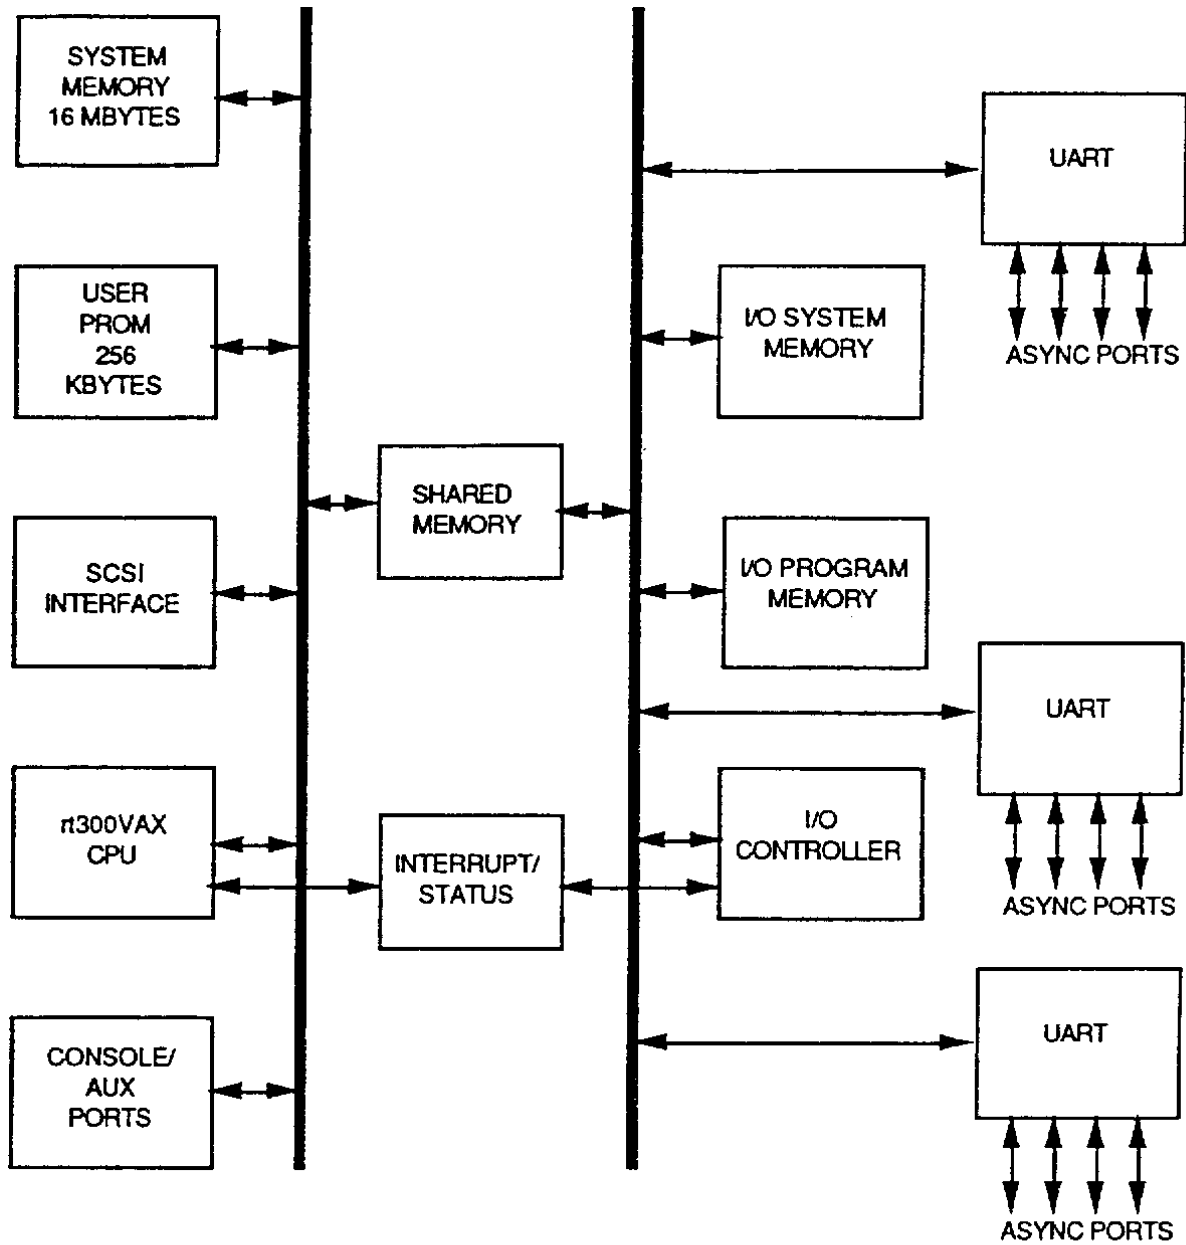 SYSTEM
MEMORY
16 MBYTES
USER
PROM
256
KBYTES
SCSI
INTERFACE
rt300VAX
CPU
CONSOLE/
AUX
PORTS
SHARED
MEMORY
INTERRUPT/
STATUS
I/O SYSTEM
MEMORY
I/O PROGRAM
MEMORY
I/O
CONTROLLER
UART
ASYNC PORTS
UART
ASYNC PORTS
UART
ASYNC PORTS